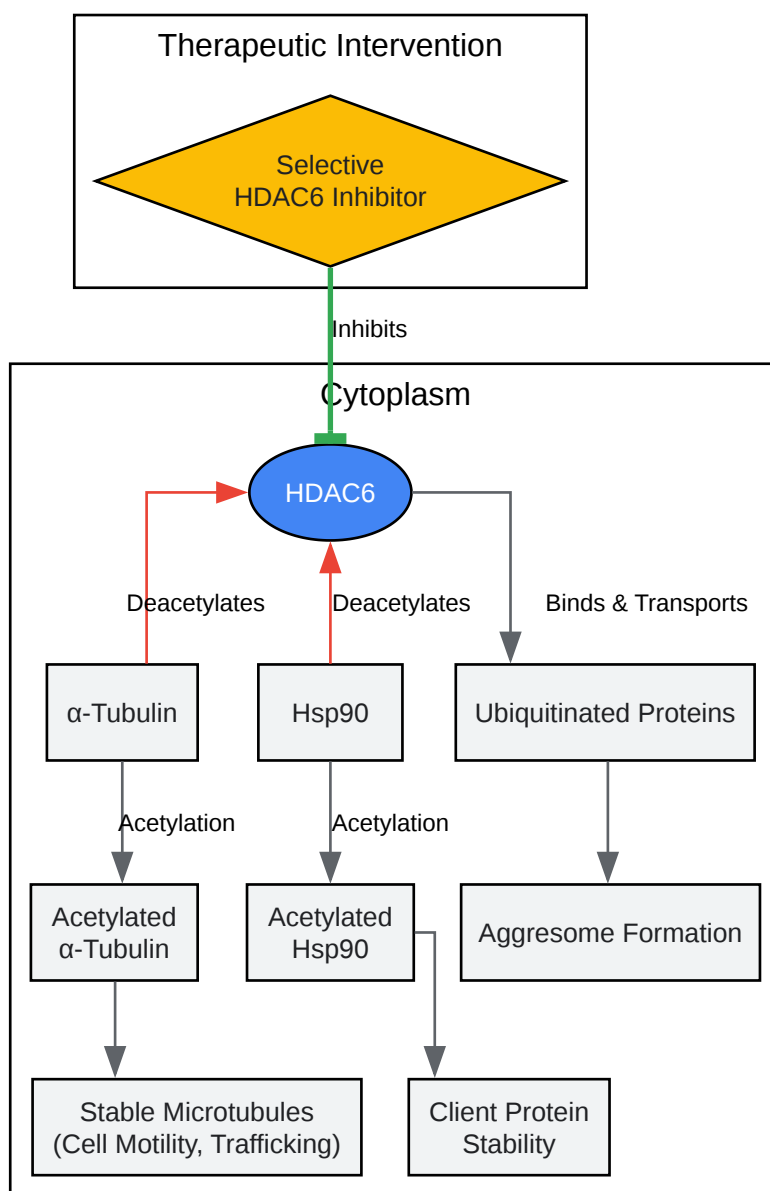 Therapeutic Intervention
Selective
HDAC6 Inhibitor
Inhibits
Cytoplasm
HDAC6
Deacetylates
Deacetylates
Binds & Transports
α-Tubulin
Hsp90
Ubiquitinated Proteins
Acetylation
Acetylation
Acetylated
α-Tubulin
Acetylated
Hsp90
Aggresome Formation
Stable Microtubules
(Cell Motility, Trafficking)
Client Protein
Stability